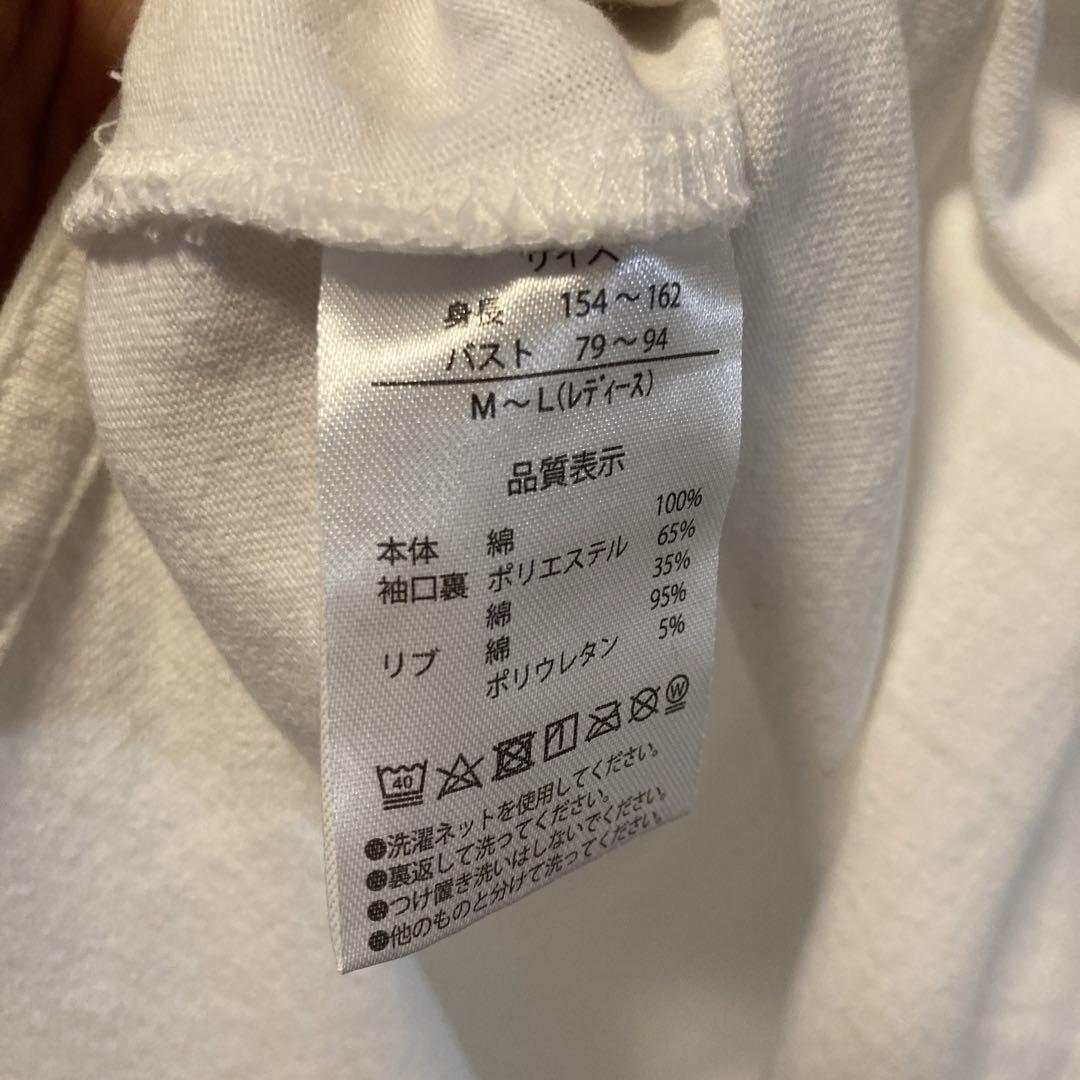 サイズ
身長 154～162
バスト 79～94
M～L(レディース)
品質表示
本体 綿 100%
袖口裏 ポリエステル 65%
綿 35%
リブ 綿 95%
ポリウレタン 5%
40 W
●洗濯ネットを使用してください。
●裏返して洗ってください。
●つけ置き洗いはしないでください。
●他のものと分けて洗ってください。